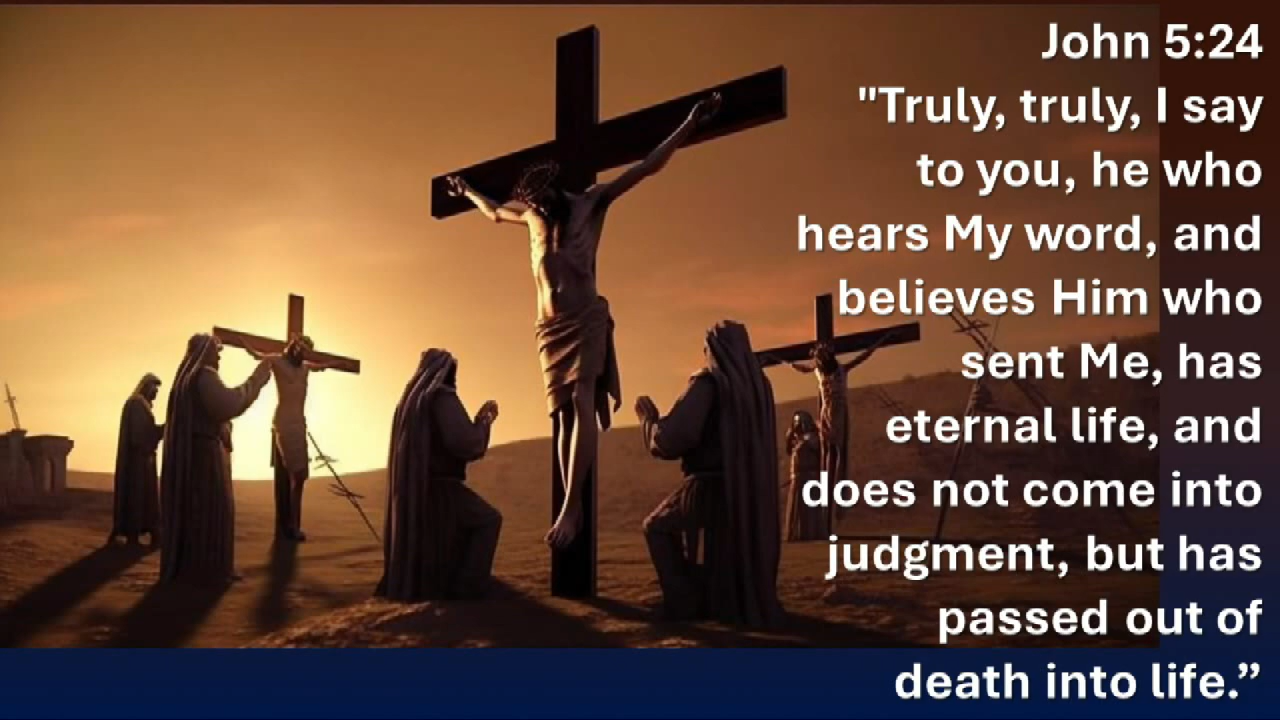 John 5:24
"Truly, truly, I say
to you, he who
hears My word, and
believes Him who
sent Me, has
eternal life, and
does not come into
judgment, but has
passed out of
death into life.”